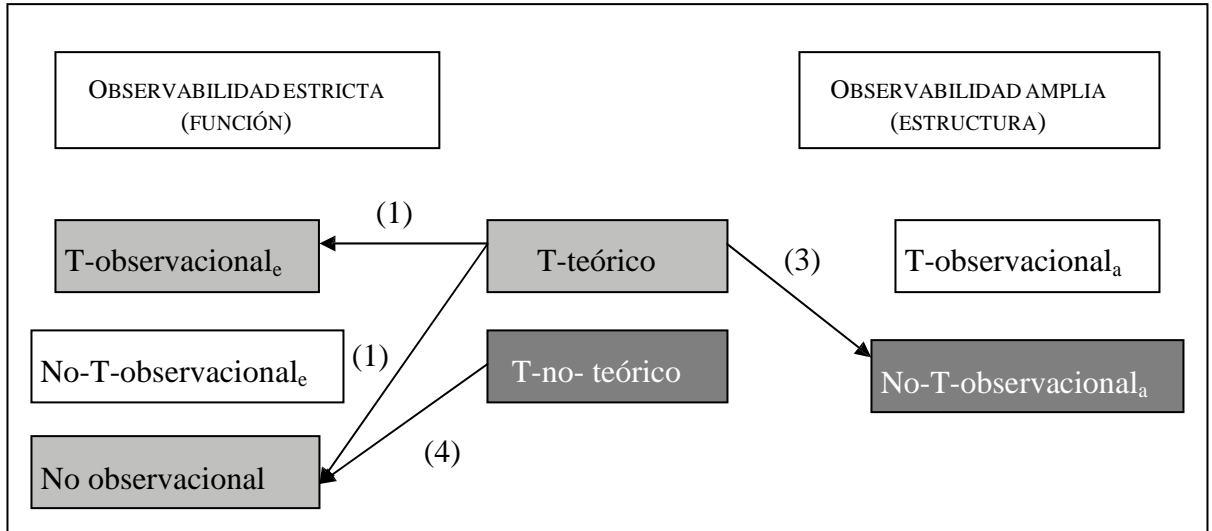 OBSERVABILIDAD ESTRICTA
(FUNCIÓN)
OBSERVABILIDAD AMPLIA
(ESTRUCTURA)
(1)
T-observacionalₑ
T-teórico
(3)
T-observacionalₐ
No-T-observacionalₑ
(1)
T-no- teórico
No-T-observacionalₐ
No observacional
(4)